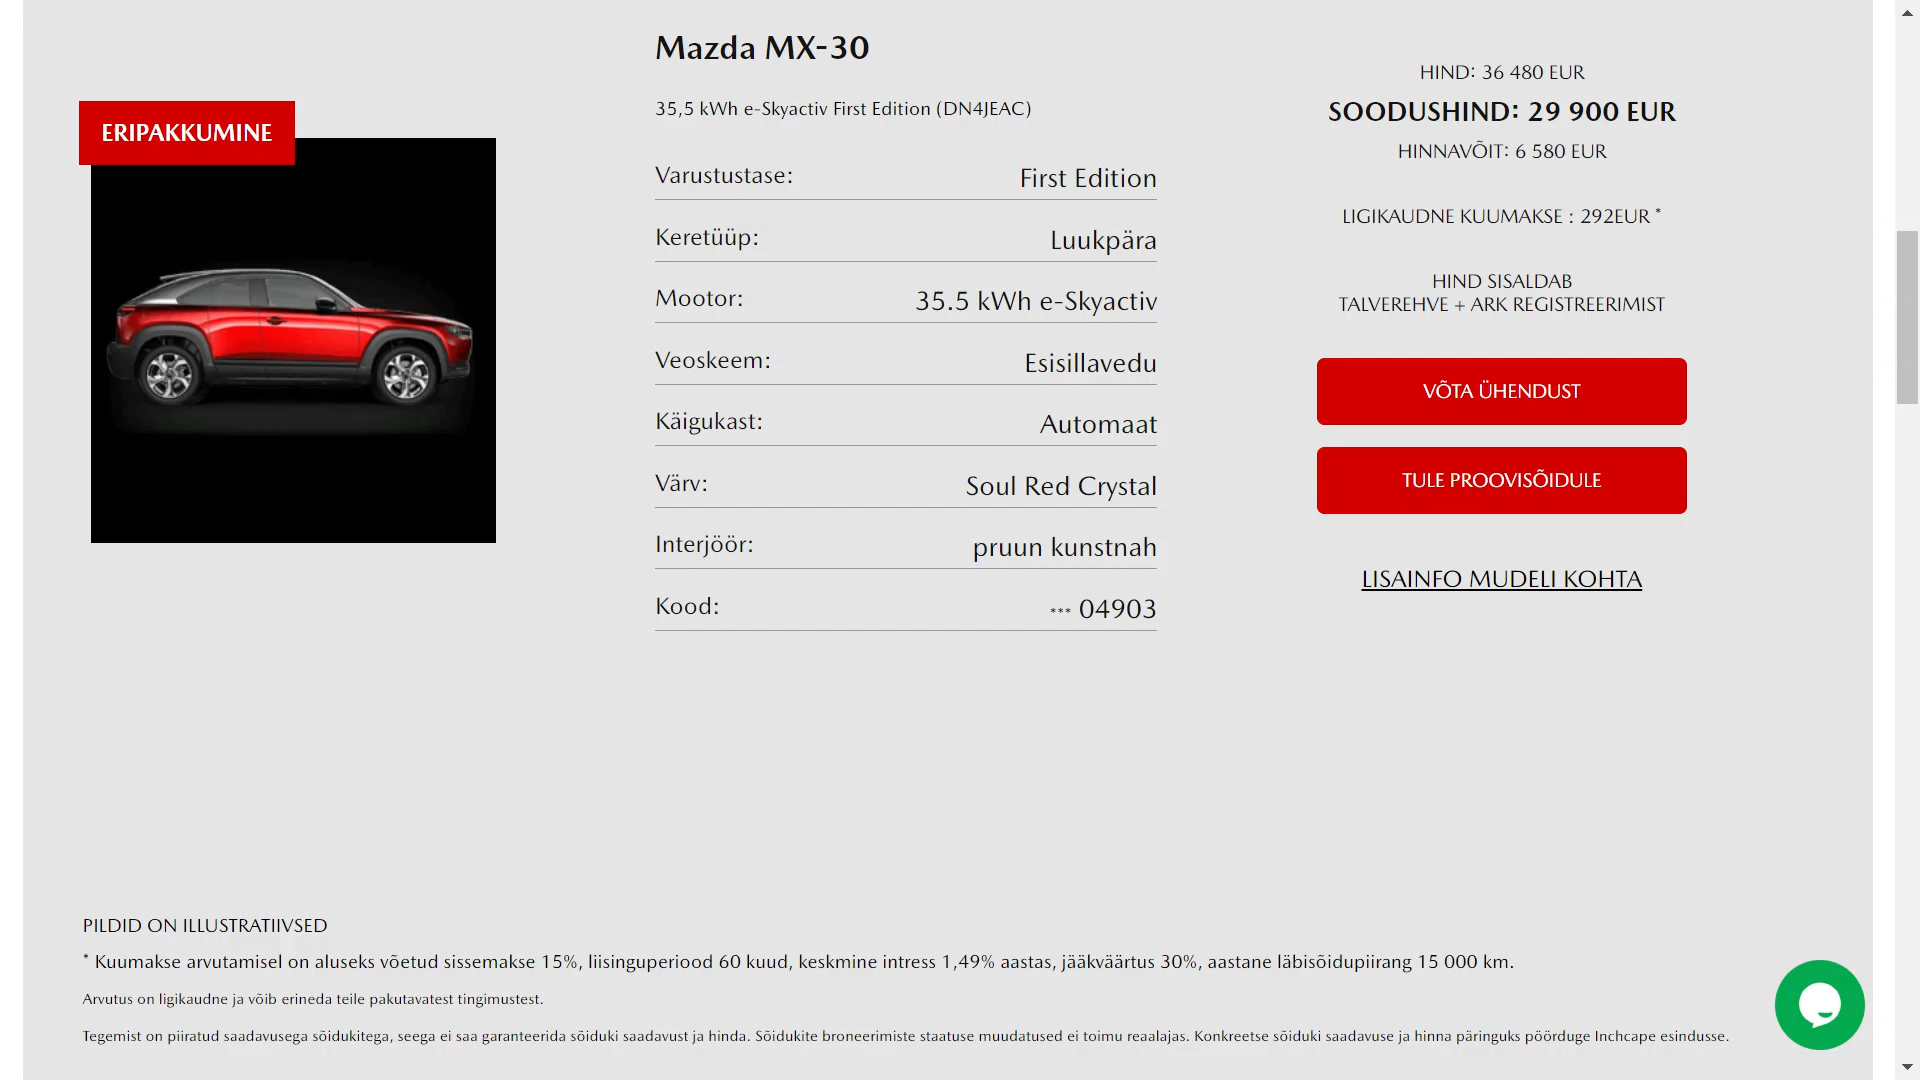 Mazda MX-30
35,5 kWh e-Skyactiv First Edition (DN4JEAC)
ERIPAKKUMINE
Varustustase: First Edition
Keretüüp: Luukpära
Mootor: 35.5 kWh e-Skyactiv
Veoskeem: Esisillavedu
Käigukast: Automaat
Värv: Soul Red Crystal
Interjöör: pruun kunstnah
Kood: *** 04903
HIND: 36 480 EUR
SOODUSHIND: 29 900 EUR
HINNAVÕIT: 6 580 EUR
LIGIKAUDNE KUUMAKSE : 292EUR *
HIND SISALDAB
TALVEREHVE + ARK REGISTREERIMIST
VÕTA ÜHENDUST
TULE PROOVISÕIDULE
LISAINFO MUDELI KOHTA
PILDID ON ILLUSTRATIIVSED
* Kuumakse arvutamisel on aluseks võetud sissemakse 15%, liisinguperiood 60 kuud, keskmine intress 1,49% aastas, jääkväärtus 30%, aastane läbisõidupiirang 15 000 km.
Arvutus on ligikaudne ja võib erineda teile pakutavatest tingimustest.
Tegemist on piiratud saadavusega sõidukitega, seega ei saa garanteerida sõiduki saadavust ja hinda. Sõidukite broneerimiste staatuse muudatused ei toimu reaalajas. Konkreetse sõiduki saadavuse ja hinna päringuks pöörduge Inchcape esindusse.